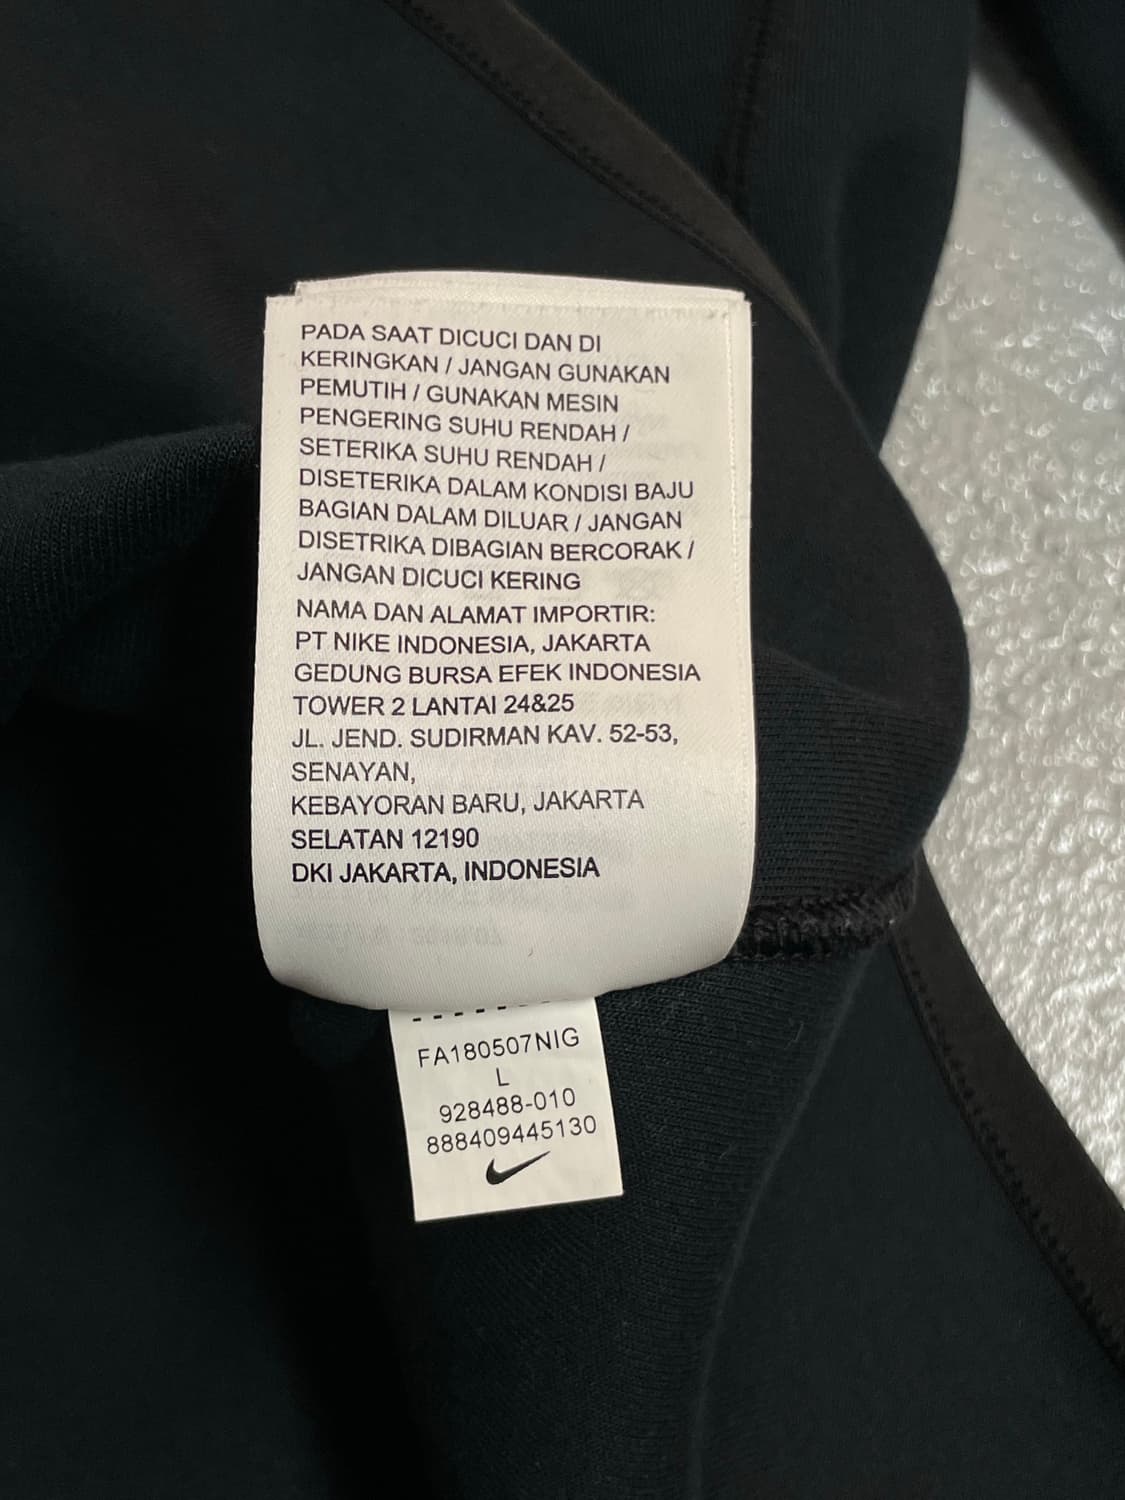 PADA SAAT DICUCI DAN DI
KERINGKAN / JANGAN GUNAKAN
PEMUTIH / GUNAKAN MESIN
PENGERING SUHU RENDAH /
SETERIKA SUHU RENDAH /
DISETERIKA DALAM KONDISI BAJU
BAGIAN DALAM DILUAR / JANGAN
DISETRIKA DIBAGIAN BERCORAK /
JANGAN DICUCI KERING
NAMA DAN ALAMAT IMPORTIR:
PT NIKE INDONESIA, JAKARTA
GEDUNG BURSA EFEK INDONESIA
TOWER 2 LANTAI 24&25
JL. JEND. SUDIRMAN KAV. 52-53,
SENAYAN,
KEBAYORAN BARU, JAKARTA
SELATAN 12190
DKI JAKARTA, INDONESIA
FA180507NIG
L
928488-010
888409445130